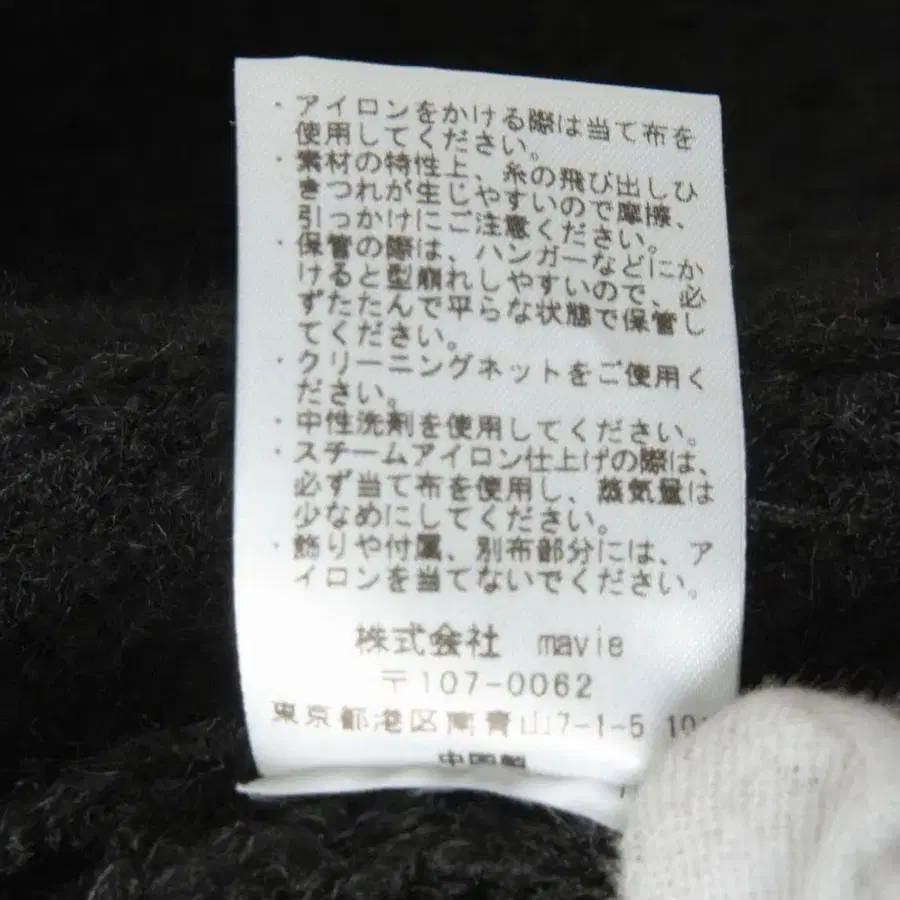 ・アイロンをかける際は当て布を
使用してください。
・素材の特性上、糸の飛び出しひ
きつれが生じやすいので摩擦、
引っかけにご注意ください。
・保管の際は、ハンガーなどにか
けると型崩れしやすいので、必
ずたたんで平らな状態で保管し
てください。
・クリーニングネットをご使用く
ださい。
・中性洗剤を使用してください。
・スチームアイロン仕上げの際は、
必ず当て布を使用し、蒸気量は
少なめにしてください。
・飾りや付属、別布部分には、ア
イロンを当てないでください。
株式会社 mavie
〒107-0062
東京都港区南青山7-1-5
中国製